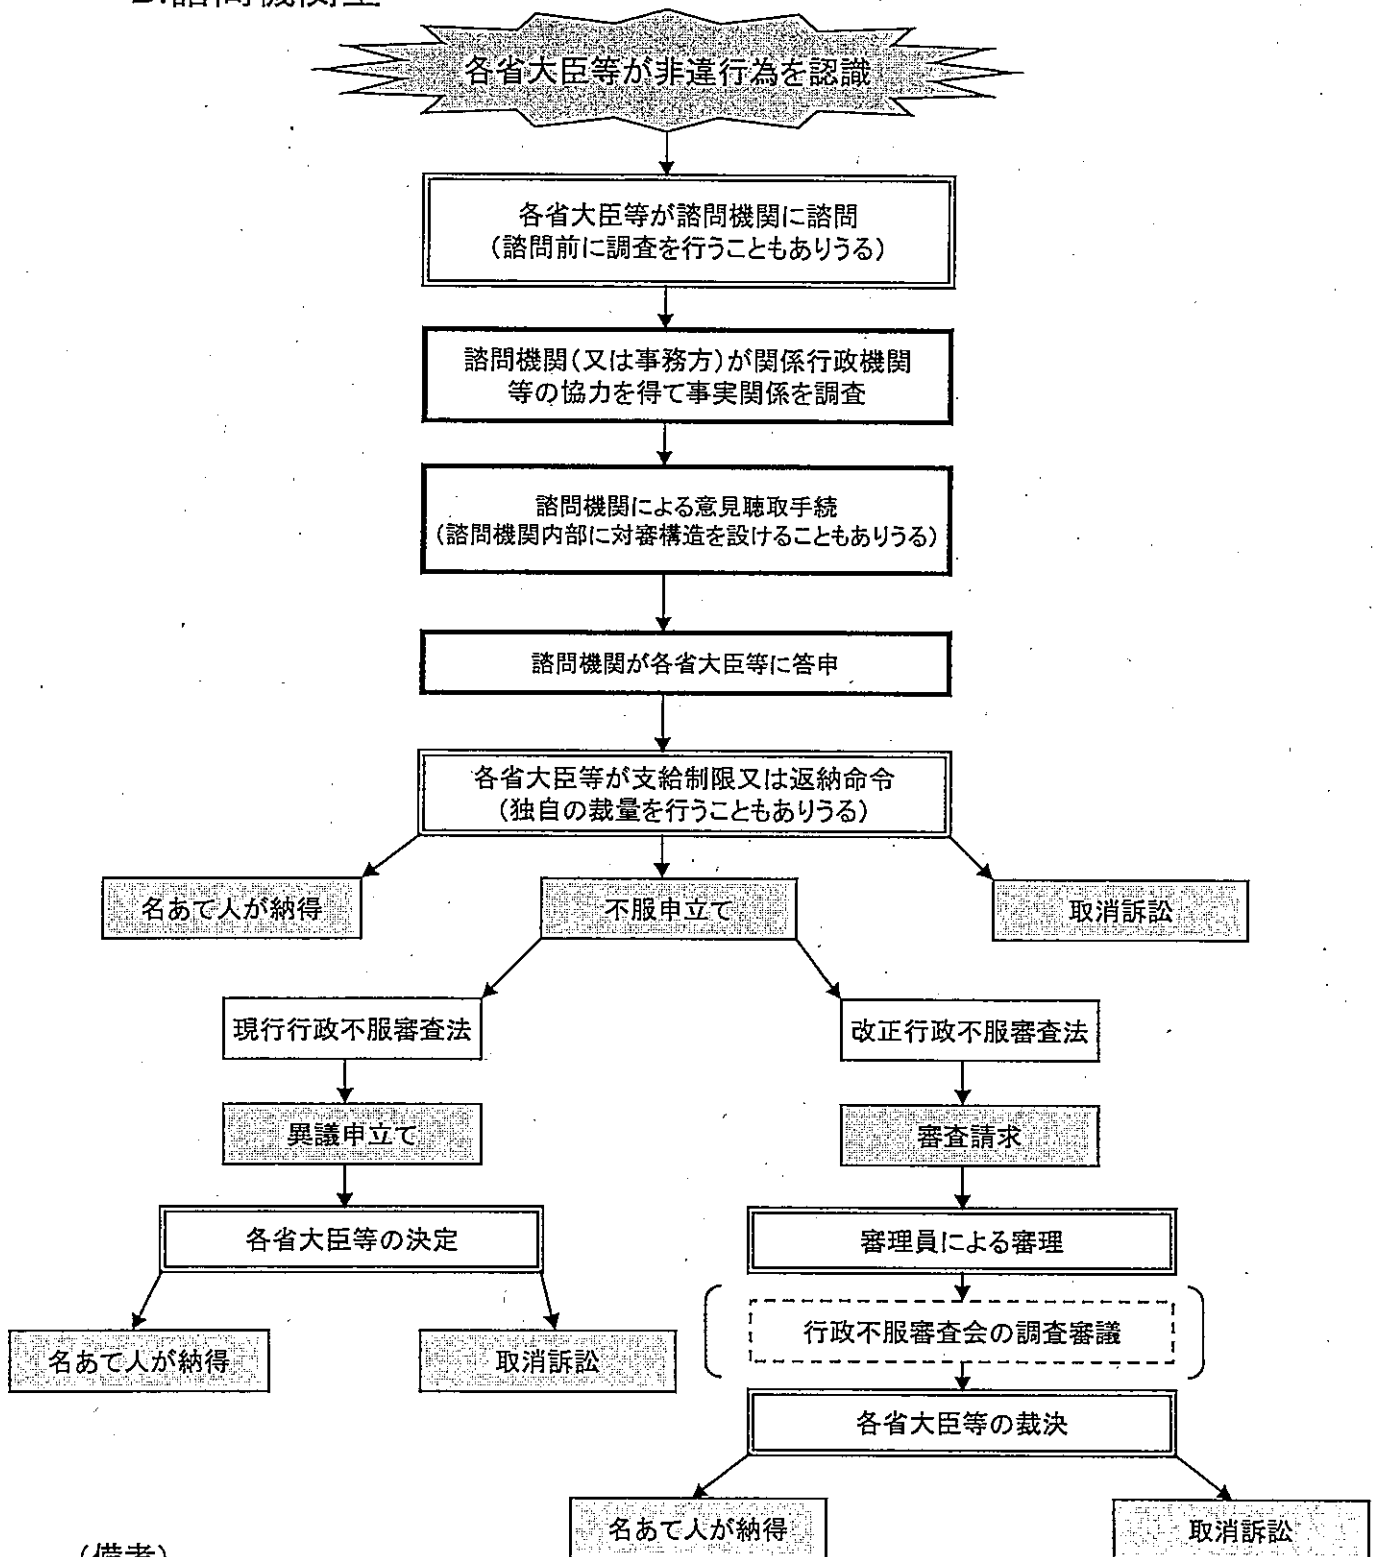 各省大臣等が非違行為を認識
各省大臣等が諮問機関に諮問
(諮問前に調査を行うこともありうる)
諮問機関(又は事務方)が関係行政機関
等の協力を得て事実関係を調査
諮問機関による意見聴取手続
(諮問機関内部に対審構造を設けることもありうる)
諮問機関が各省大臣等に答申
各省大臣等が支給制限又は返納命令
(独自の裁量を行うこともありうる)
名あて人が納得
不服申立て
取消訴訟
現行行政不服審査法
改正行政不服審査法
異議申立て
審査請求
各省大臣等の決定
審理員による審理
行政不服審査会の調査審議
名あて人が納得
取消訴訟
各省大臣等の裁決
名あて人が納得
取消訴訟